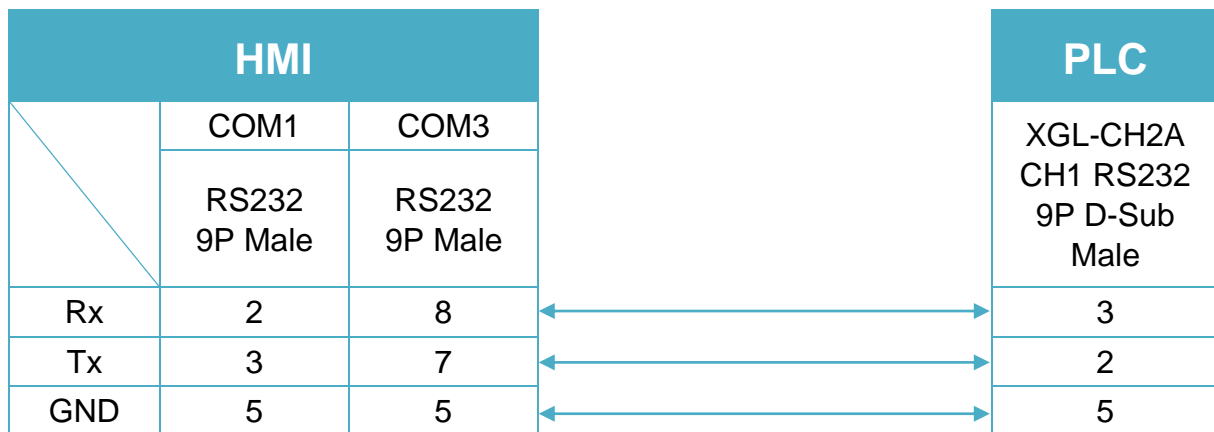 HMI PLC
COM1 COM3
XGL-CH2A
CH1 RS232
9P D-Sub
Male
RS232 RS232
9P Male 9P Male
Rx 2 8 3
Tx 3 7 2
GND 5 5 5